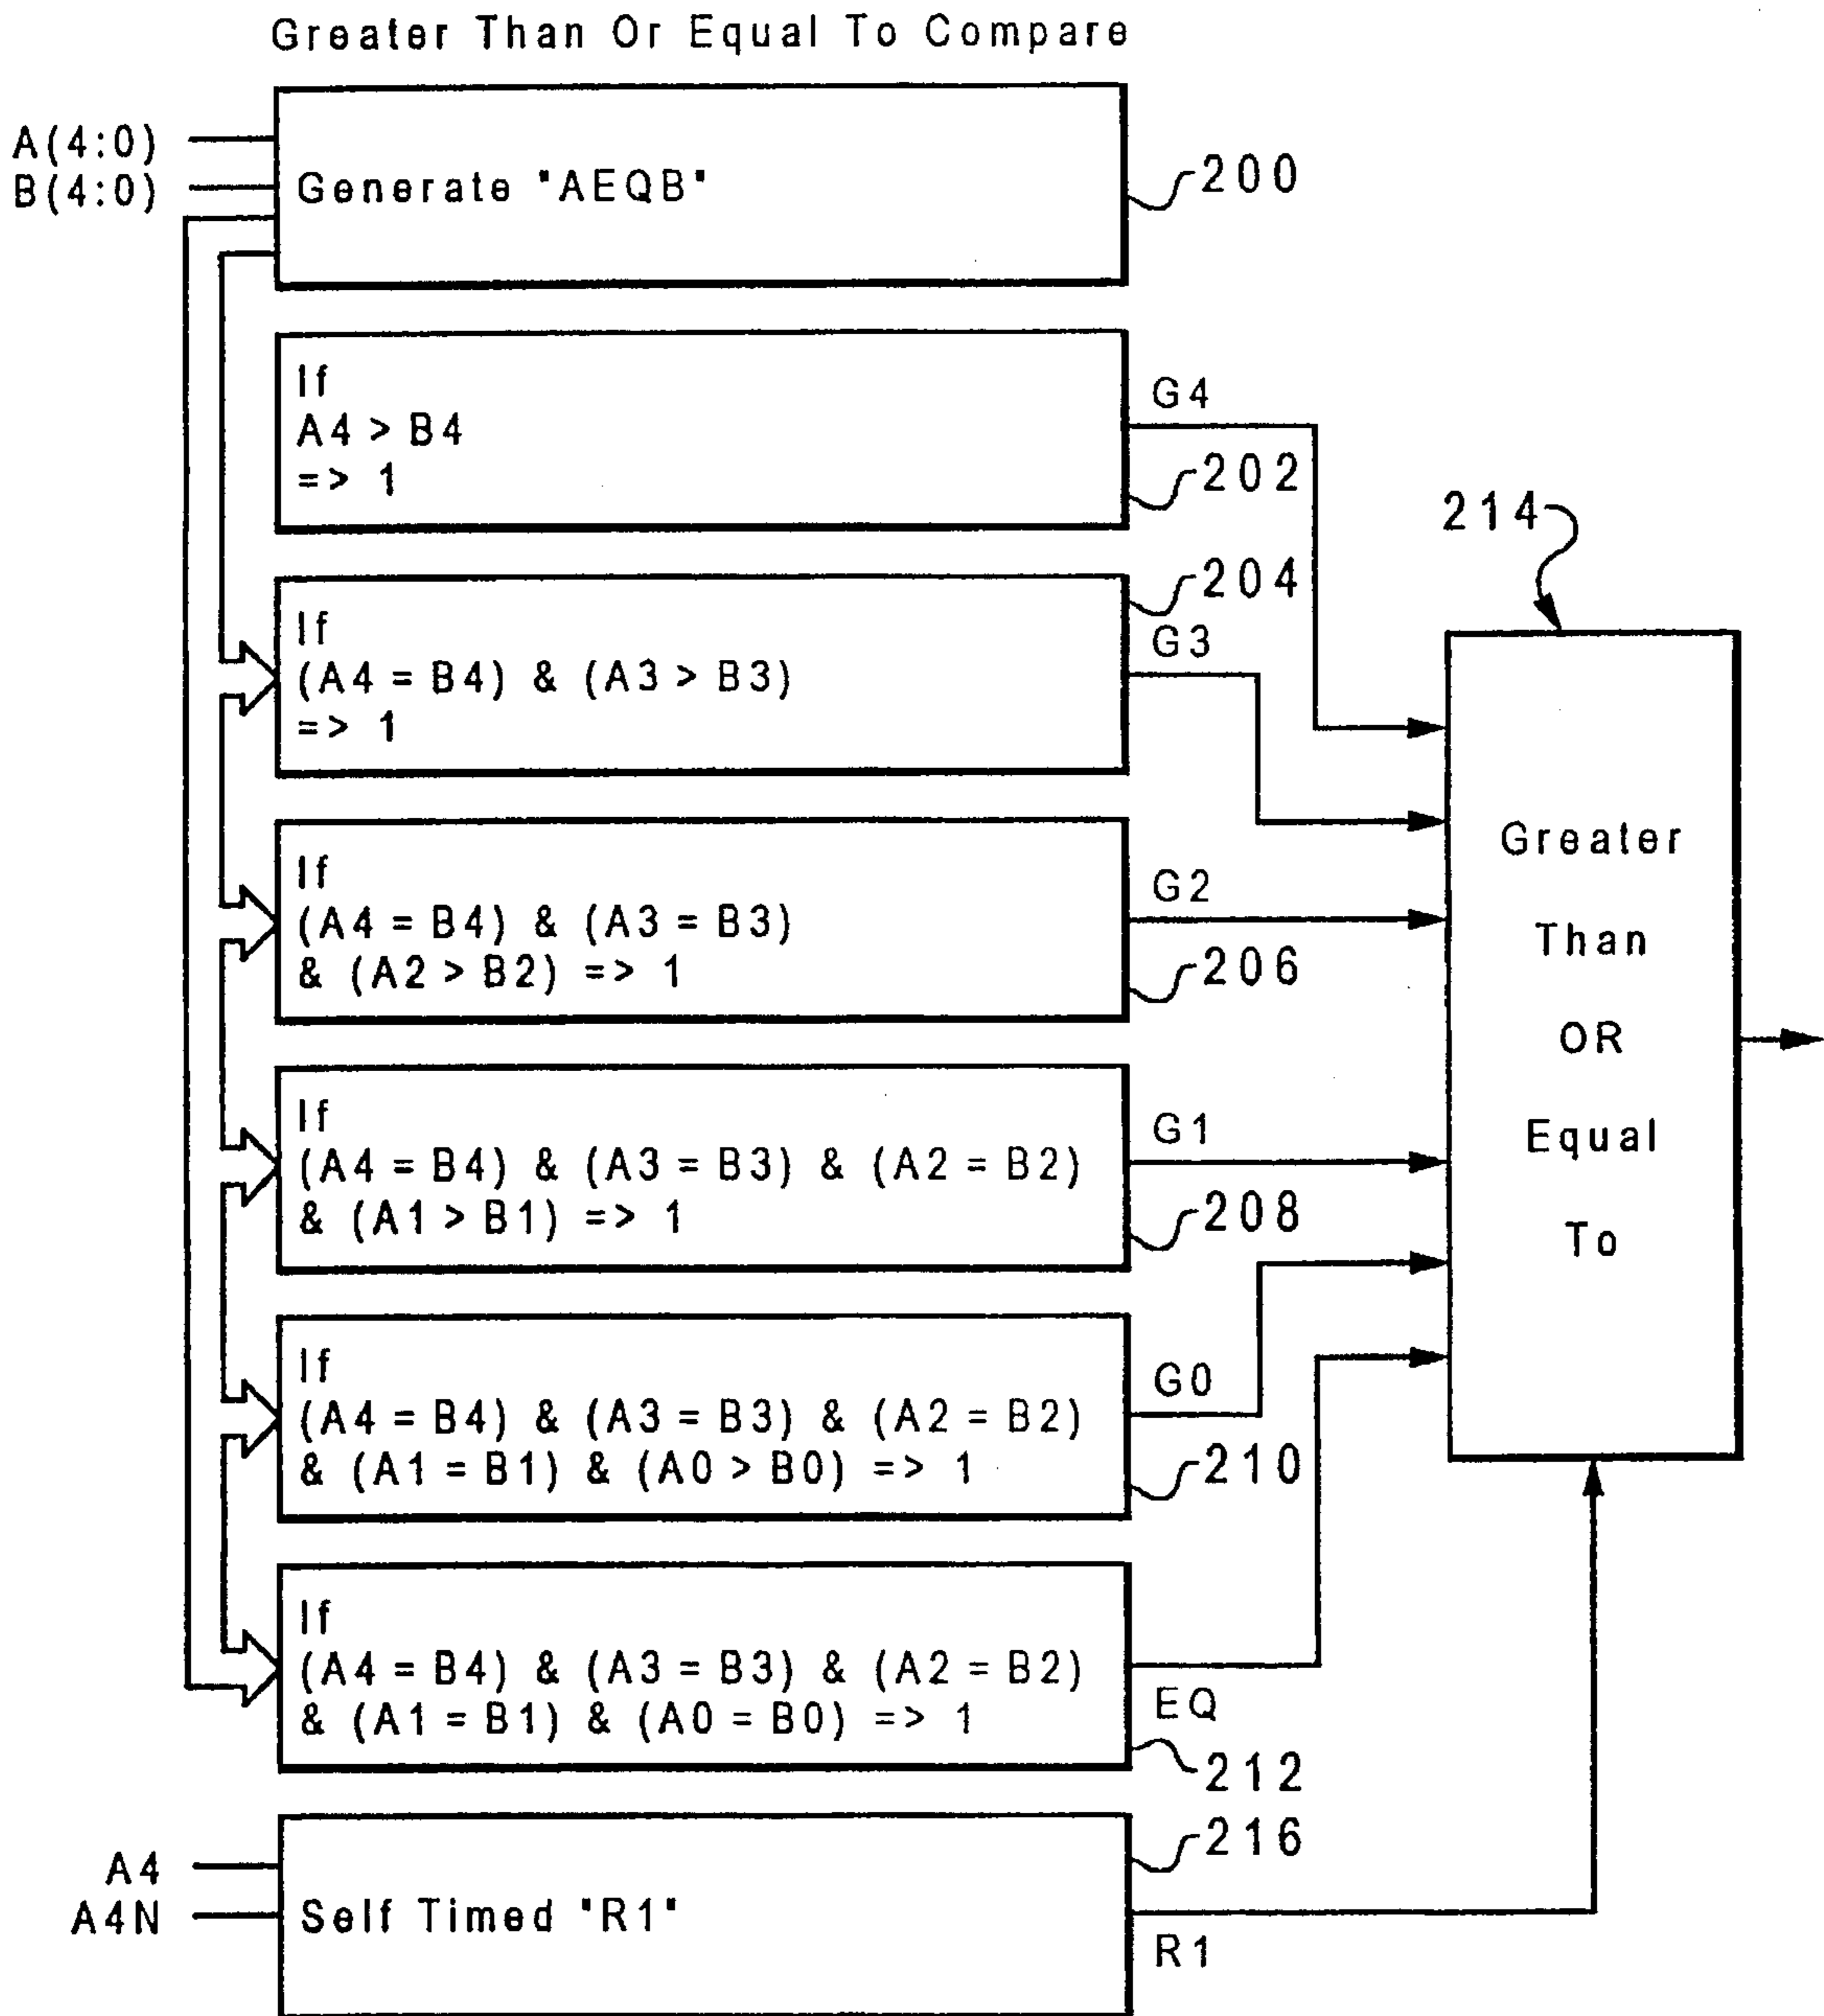 Greater Than Or Equal To Compare
A(4:0)
B(4:0)
Generate "AEQB"
200
If
A4 > B4
=> 1
G4
202
204
If
(A4 = B4) & (A3 > B3)
=> 1
G3
214
If
(A4 = B4) & (A3 = B3)
& (A2 > B2) => 1
G2
206
If
(A4 = B4) & (A3 = B3) & (A2 = B2)
& (A1 > B1) => 1
G1
208
If
(A4 = B4) & (A3 = B3) & (A2 = B2)
& (A1 = B1) & (A0 > B0) => 1
G0
210
If
(A4 = B4) & (A3 = B3) & (A2 = B2)
& (A1 = B1) & (A0 = B0) => 1
EQ
212
Greater
Than
OR
Equal
To
216
A4
A4N
Self Timed "R1"
R1